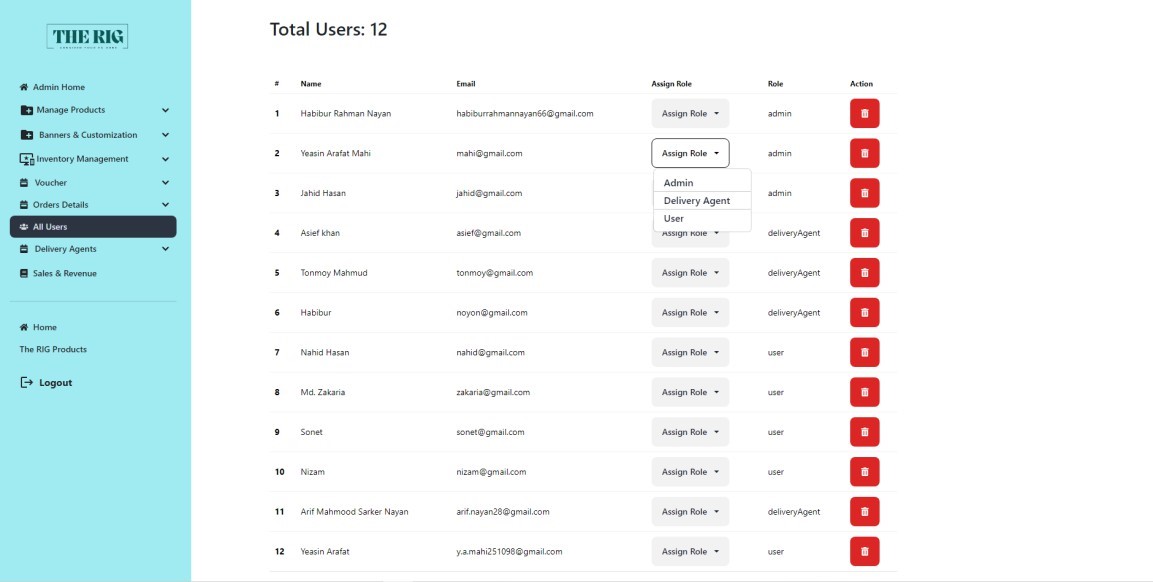 THE RIG
Admin Home
Manage Products
Banners & Customization
Inventory Management
Voucher
Orders Details
All Users
Delivery Agents
Sales & Revenue
Home
The RIG Products
Logout
Total Users: 12
# Name Email Assign Role Role Action
1 Habibur Rahman Nayan habiburrahmannayan66@gmail.com Assign Role admin
2 Yeasin Arafat Mahi mahi@gmail.com Assign Role admin
Admin
Delivery Agent
User
3 Jahid Hasan jahid@gmail.com admin
4 Asief khan asief@gmail.com Assign Role deliveryAgent
5 Tonmoy Mahmud tonmoy@gmail.com Assign Role deliveryAgent
6 Habibur noyon@gmail.com Assign Role deliveryAgent
7 Nahid Hasan nahid@gmail.com Assign Role user
8 Md. Zakaria zakaria@gmail.com Assign Role user
9 Sonet sonet@gmail.com Assign Role user
10 Nizam nizam@gmail.com Assign Role user
11 Arif Mahmood Sarker Nayan arif.nayan28@gmail.com Assign Role deliveryAgent
12 Yeasin Arafat y.a.mahi251098@gmail.com Assign Role user